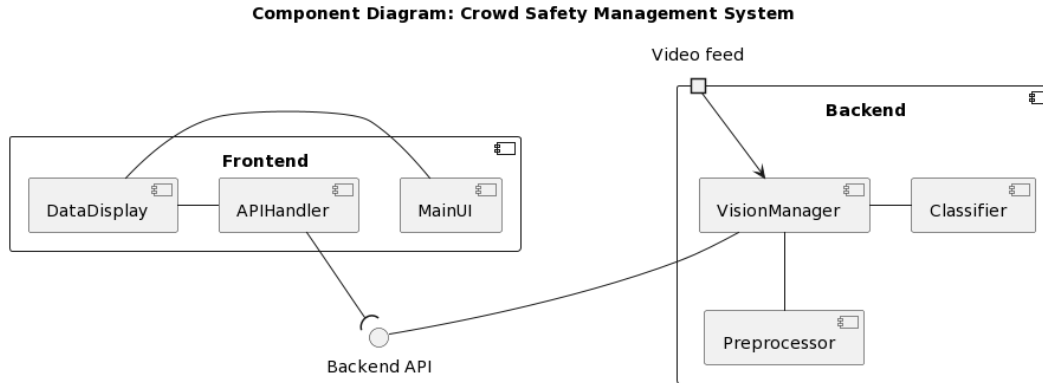 Component Diagram: Crowd Safety Management System
Video feed
Backend
Frontend
DataDisplay
APIHandler
MainUI
VisionManager
Classifier
Preprocessor
Backend API